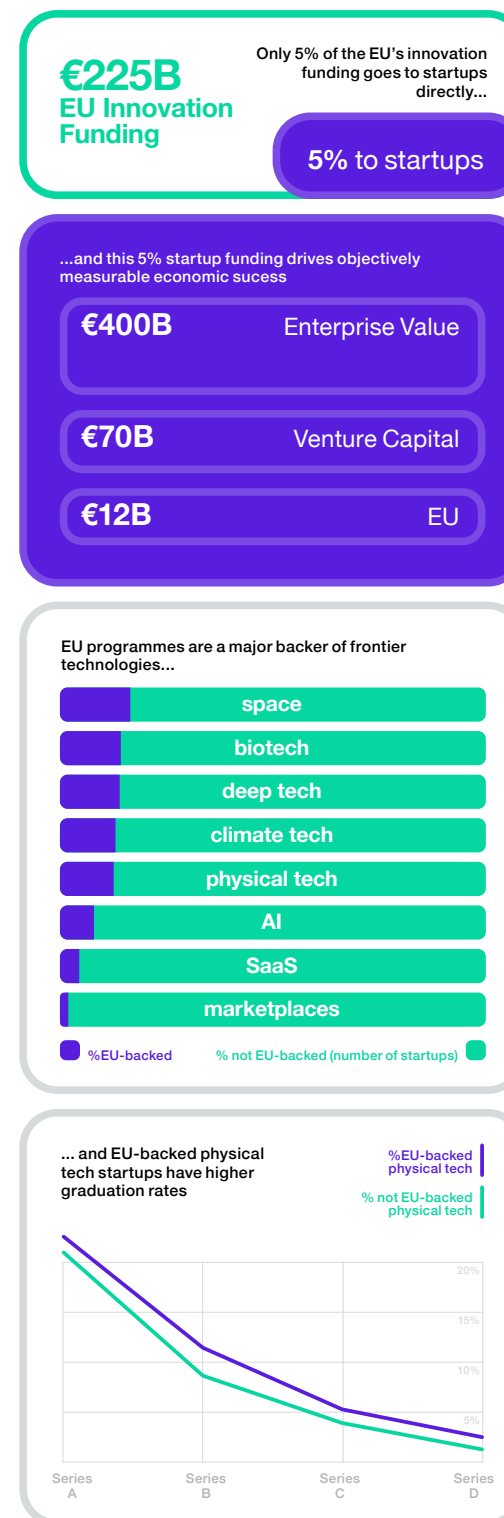 €225B
EU Innovation
Funding
Only 5% of the EU’s innovation
funding goes to startups
directly...
5% to startups
...and this 5% startup funding drives objectively
measurable economic sucess
€400B Enterprise Value
€70B Venture Capital
€12B EU
EU programmes are a major backer of frontier
technologies...
space
biotech
deep tech
climate tech
physical tech
AI
SaaS
marketplaces
%EU-backed
% not EU-backed (number of startups)
... and EU-backed physical
tech startups have higher
graduation rates
%EU-backed
physical tech
% not EU-backed
physical tech
20%
15%
10%
5%
Series
A
Series
B
Series
C
Series
D